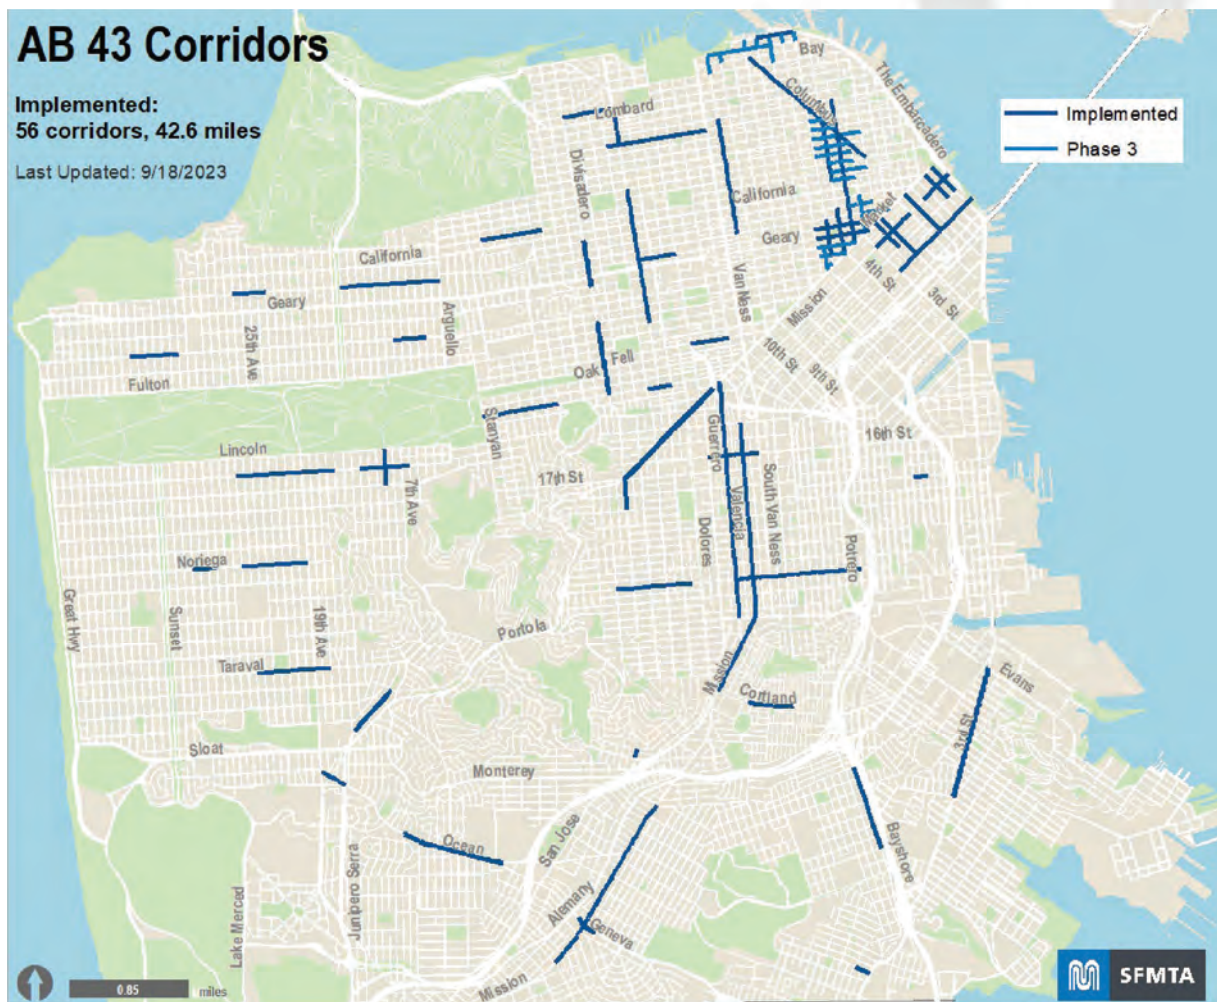 AB 43 Corridors
Implemented:
56 corridors, 42.6 miles
Last Updated: 9/18/2023
Implemented
Phase 3
Bay
The Embarcadero
Columbus
Lombard
Divisadero
California
Market
Geary
California
Geary
Van Ness
4th St
3rd St
Mission
25th Ave
Arguello
10th St
9th St
Fulton
Oak
Fell
Stanyan
Guerrero
16th St
Lincoln
17th St
7th Ave
South Van Ness
Valencia
Dolores
Potrero
Noriega
Great Hwy
Sunset
19th Ave
Portola
Taraval
Mission
Cortland
Evans
3rd St
Sloat
Monterey
Ocean
San Jose
Bayshore
Junipero Serra
Alemany
Geneva
Lake Merced
Mission
0.85
miles
SFMTA